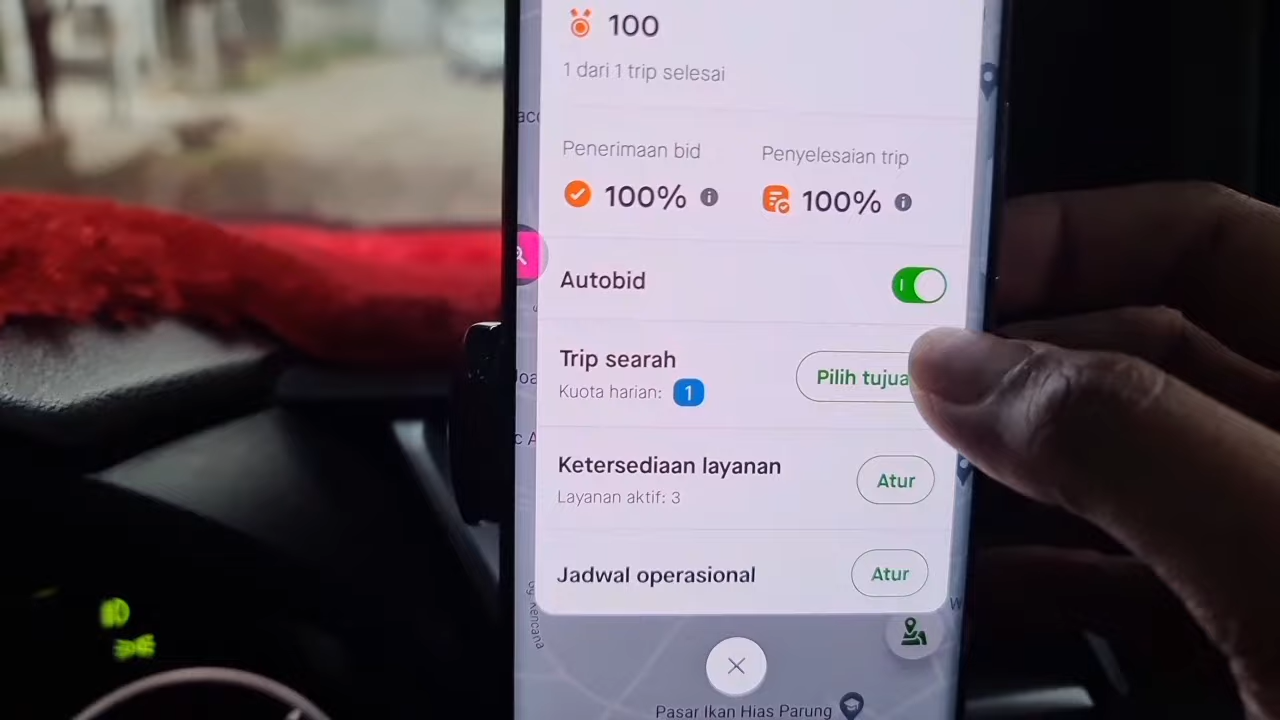 100
1 dari 1 trip selesai
Penerimaan bid
Penyelesaian trip
100%
100%
Autobid
Trip searah
Kuota harian: 1
Pilih tujua
Ketersediaan layanan
Layanan aktif: 3
Atur
Jadwal operasional
Atur
Pasar Ikan Hias Parung